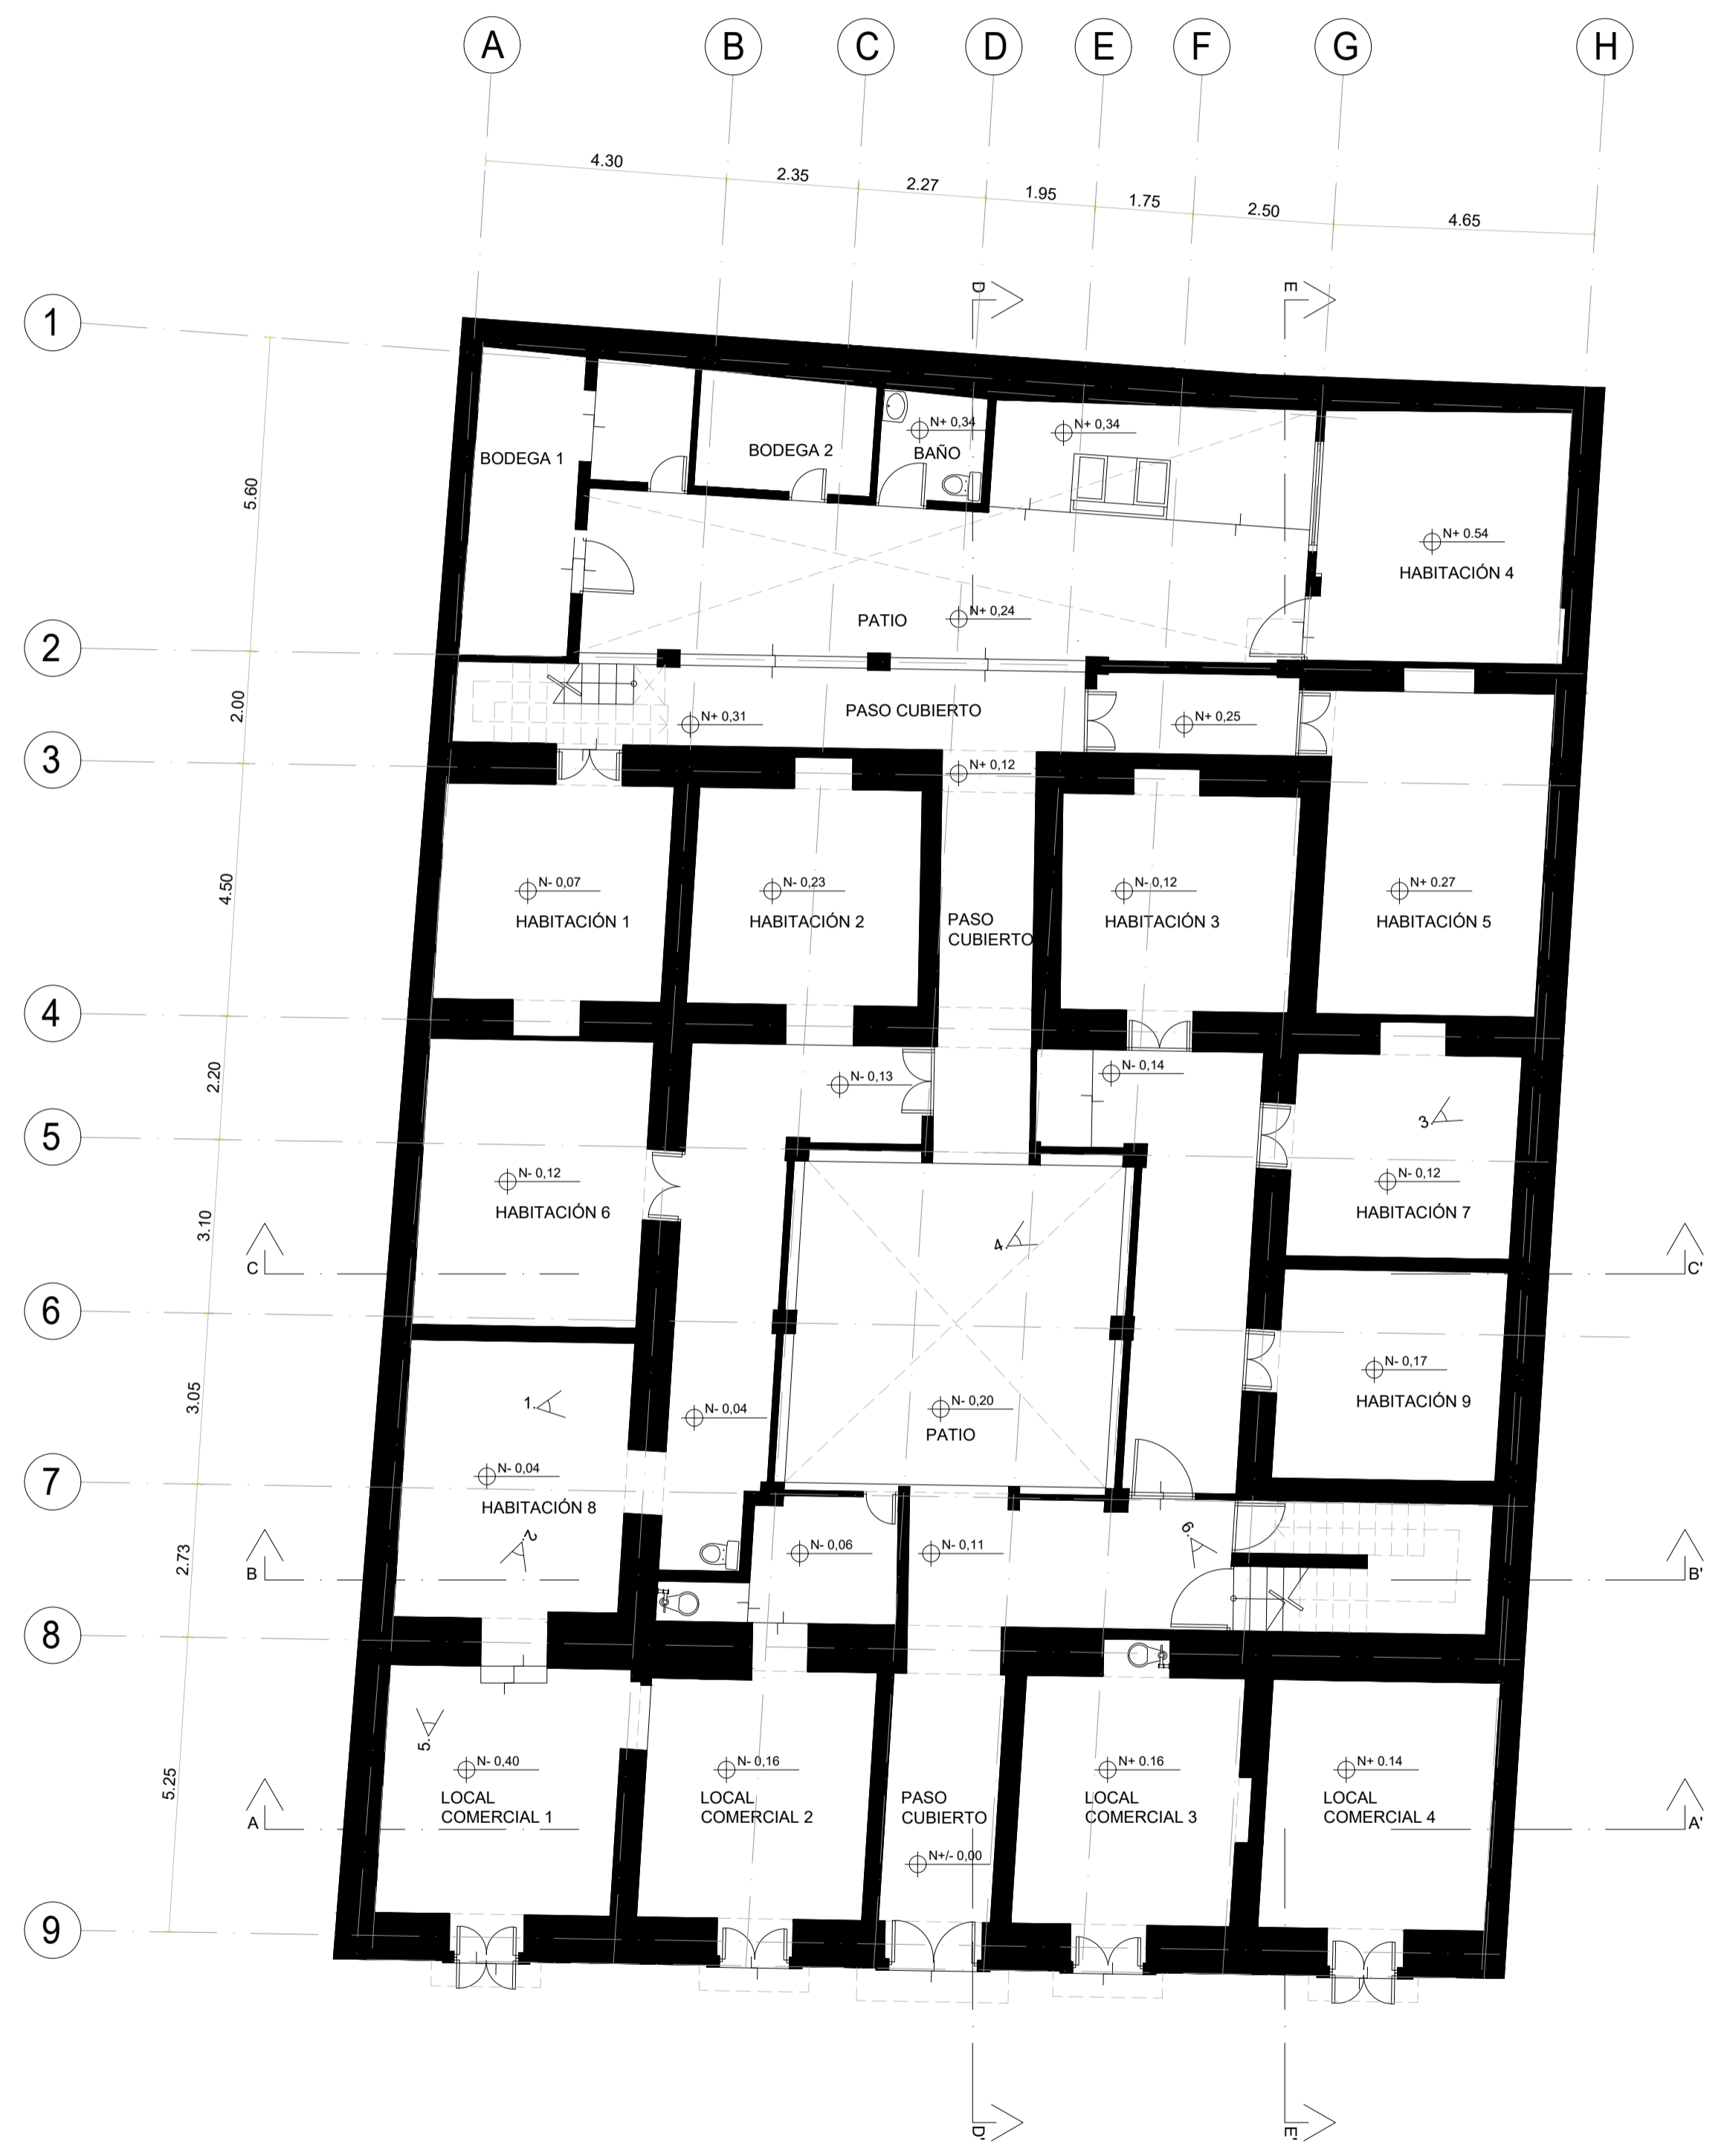 A B C D E F G H
4.30
2.35
2.27
1.95
1.75
2.50
4.65
D
E
1
5.60
N+ 0,34
N+ 0,34
BODEGA 1
BODEGA 2
BAÑO
N+ 0.54
HABITACIÓN 4
N+ 0,24
PATIO
2
2.00
N+ 0,31
PASO CUBIERTO
N+ 0,25
3
N+ 0,12
4.50
N- 0,07
HABITACIÓN 1
N- 0,23
HABITACIÓN 2
PASO
CUBIERTO
N- 0,12
HABITACIÓN 3
N+ 0.27
HABITACIÓN 5
4
2.20
N- 0,13
N- 0,14
3.
5
N- 0,12
HABITACIÓN 6
N- 0,12
HABITACIÓN 7
3.10
4.
C
C'
6
N- 0,17
HABITACIÓN 9
3.05
1.
N- 0,04
N- 0,20
PATIO
7
N- 0,04
HABITACIÓN 8
2.
2.73
N- 0,06
N- 0,11
6.
B
B'
8
5.
5.25
N- 0,40
LOCAL
COMERCIAL 1
N- 0,16
LOCAL
COMERCIAL 2
PASO
CUBIERTO
N+ 0.16
LOCAL
COMERCIAL 3
N+ 0.14
LOCAL
COMERCIAL 4
A
A'
N+/- 0,00
9
D'
E'